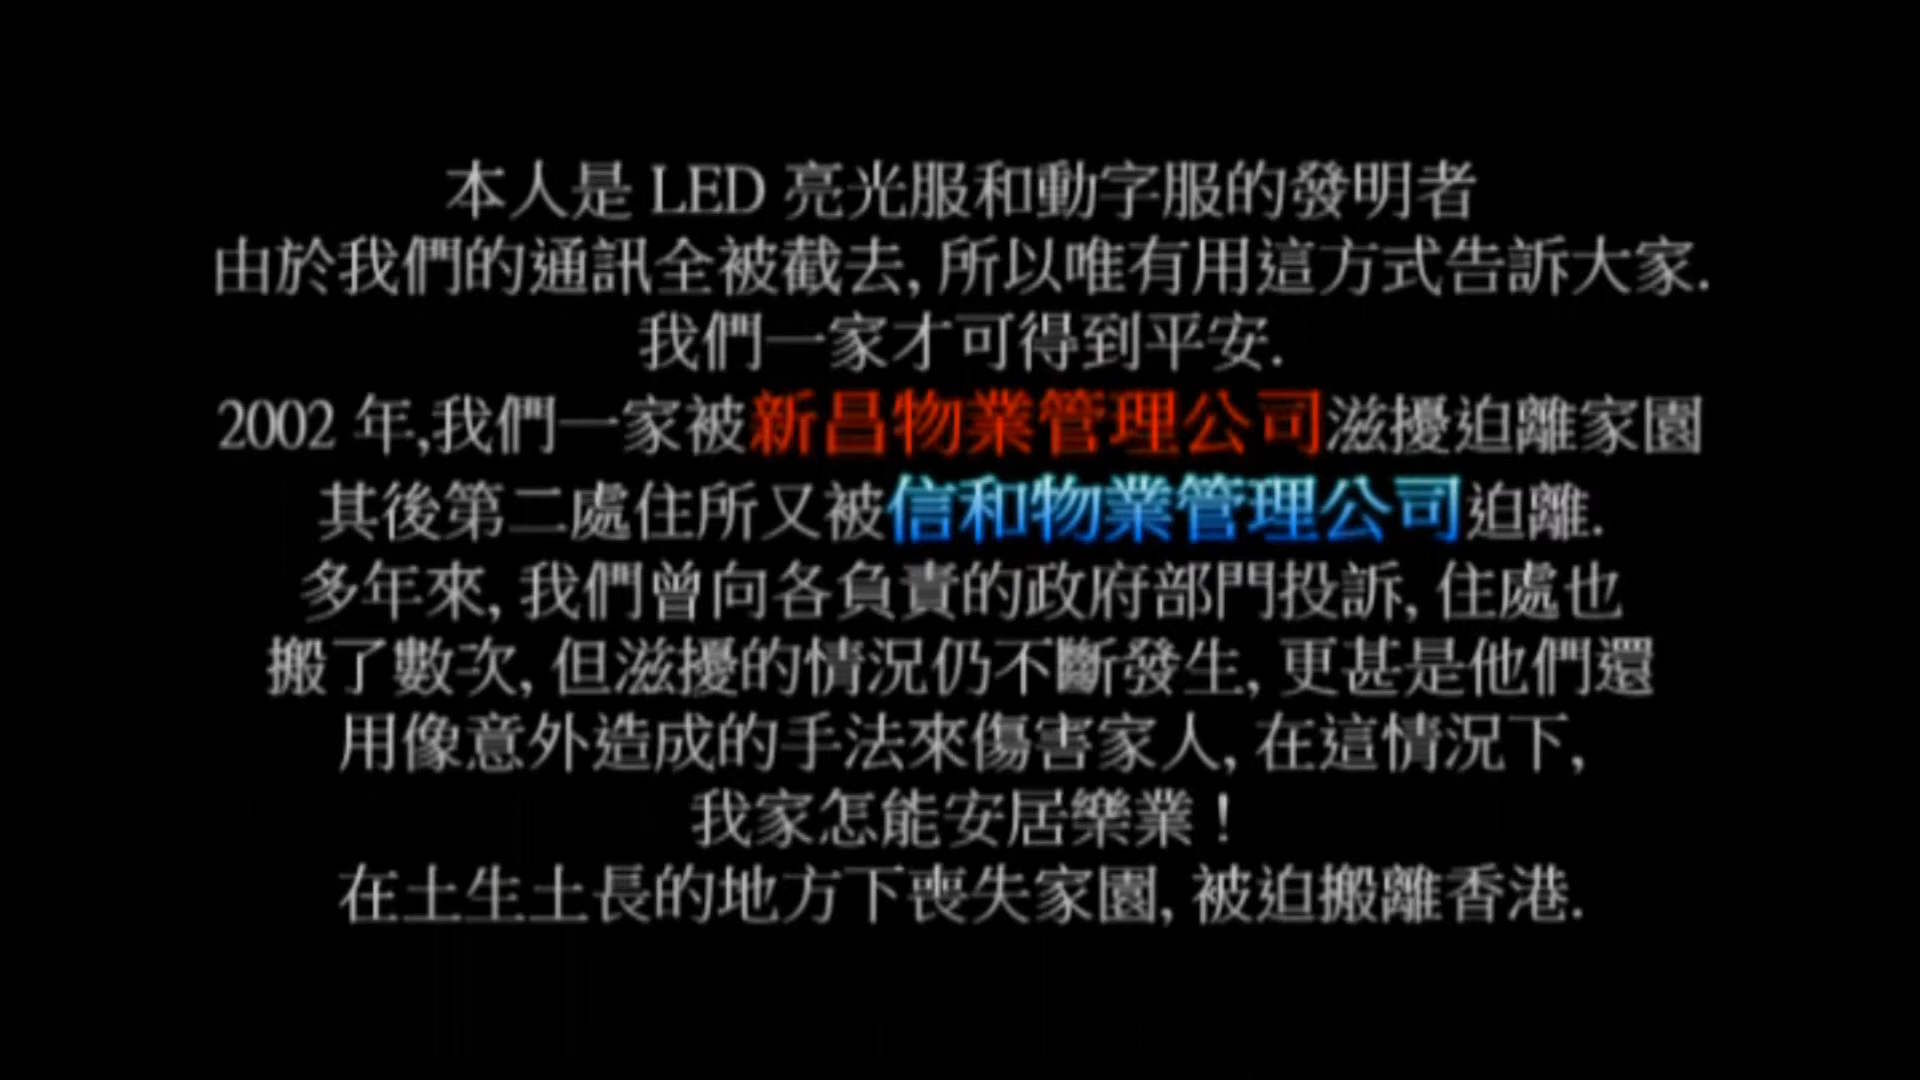 本人是 LED 亮光服和動字服的發明者
由於我們的通訊全被截去, 所以唯有用這方式告訴大家.
我們一家才可得到平安.
2002 年,我們一家被新昌物業管理公司滋擾迫離家園
其後第二處住所又被信和物業管理公司迫離.
多年來, 我們曾向各負責的政府部門投訴, 住處也
搬了數次, 但滋擾的情況仍不斷發生, 更甚是他們還
用像意外造成的手法來傷害家人, 在這情況下,
我家怎能安居樂業！
在土生土長的地方下喪失家園, 被迫搬離香港.